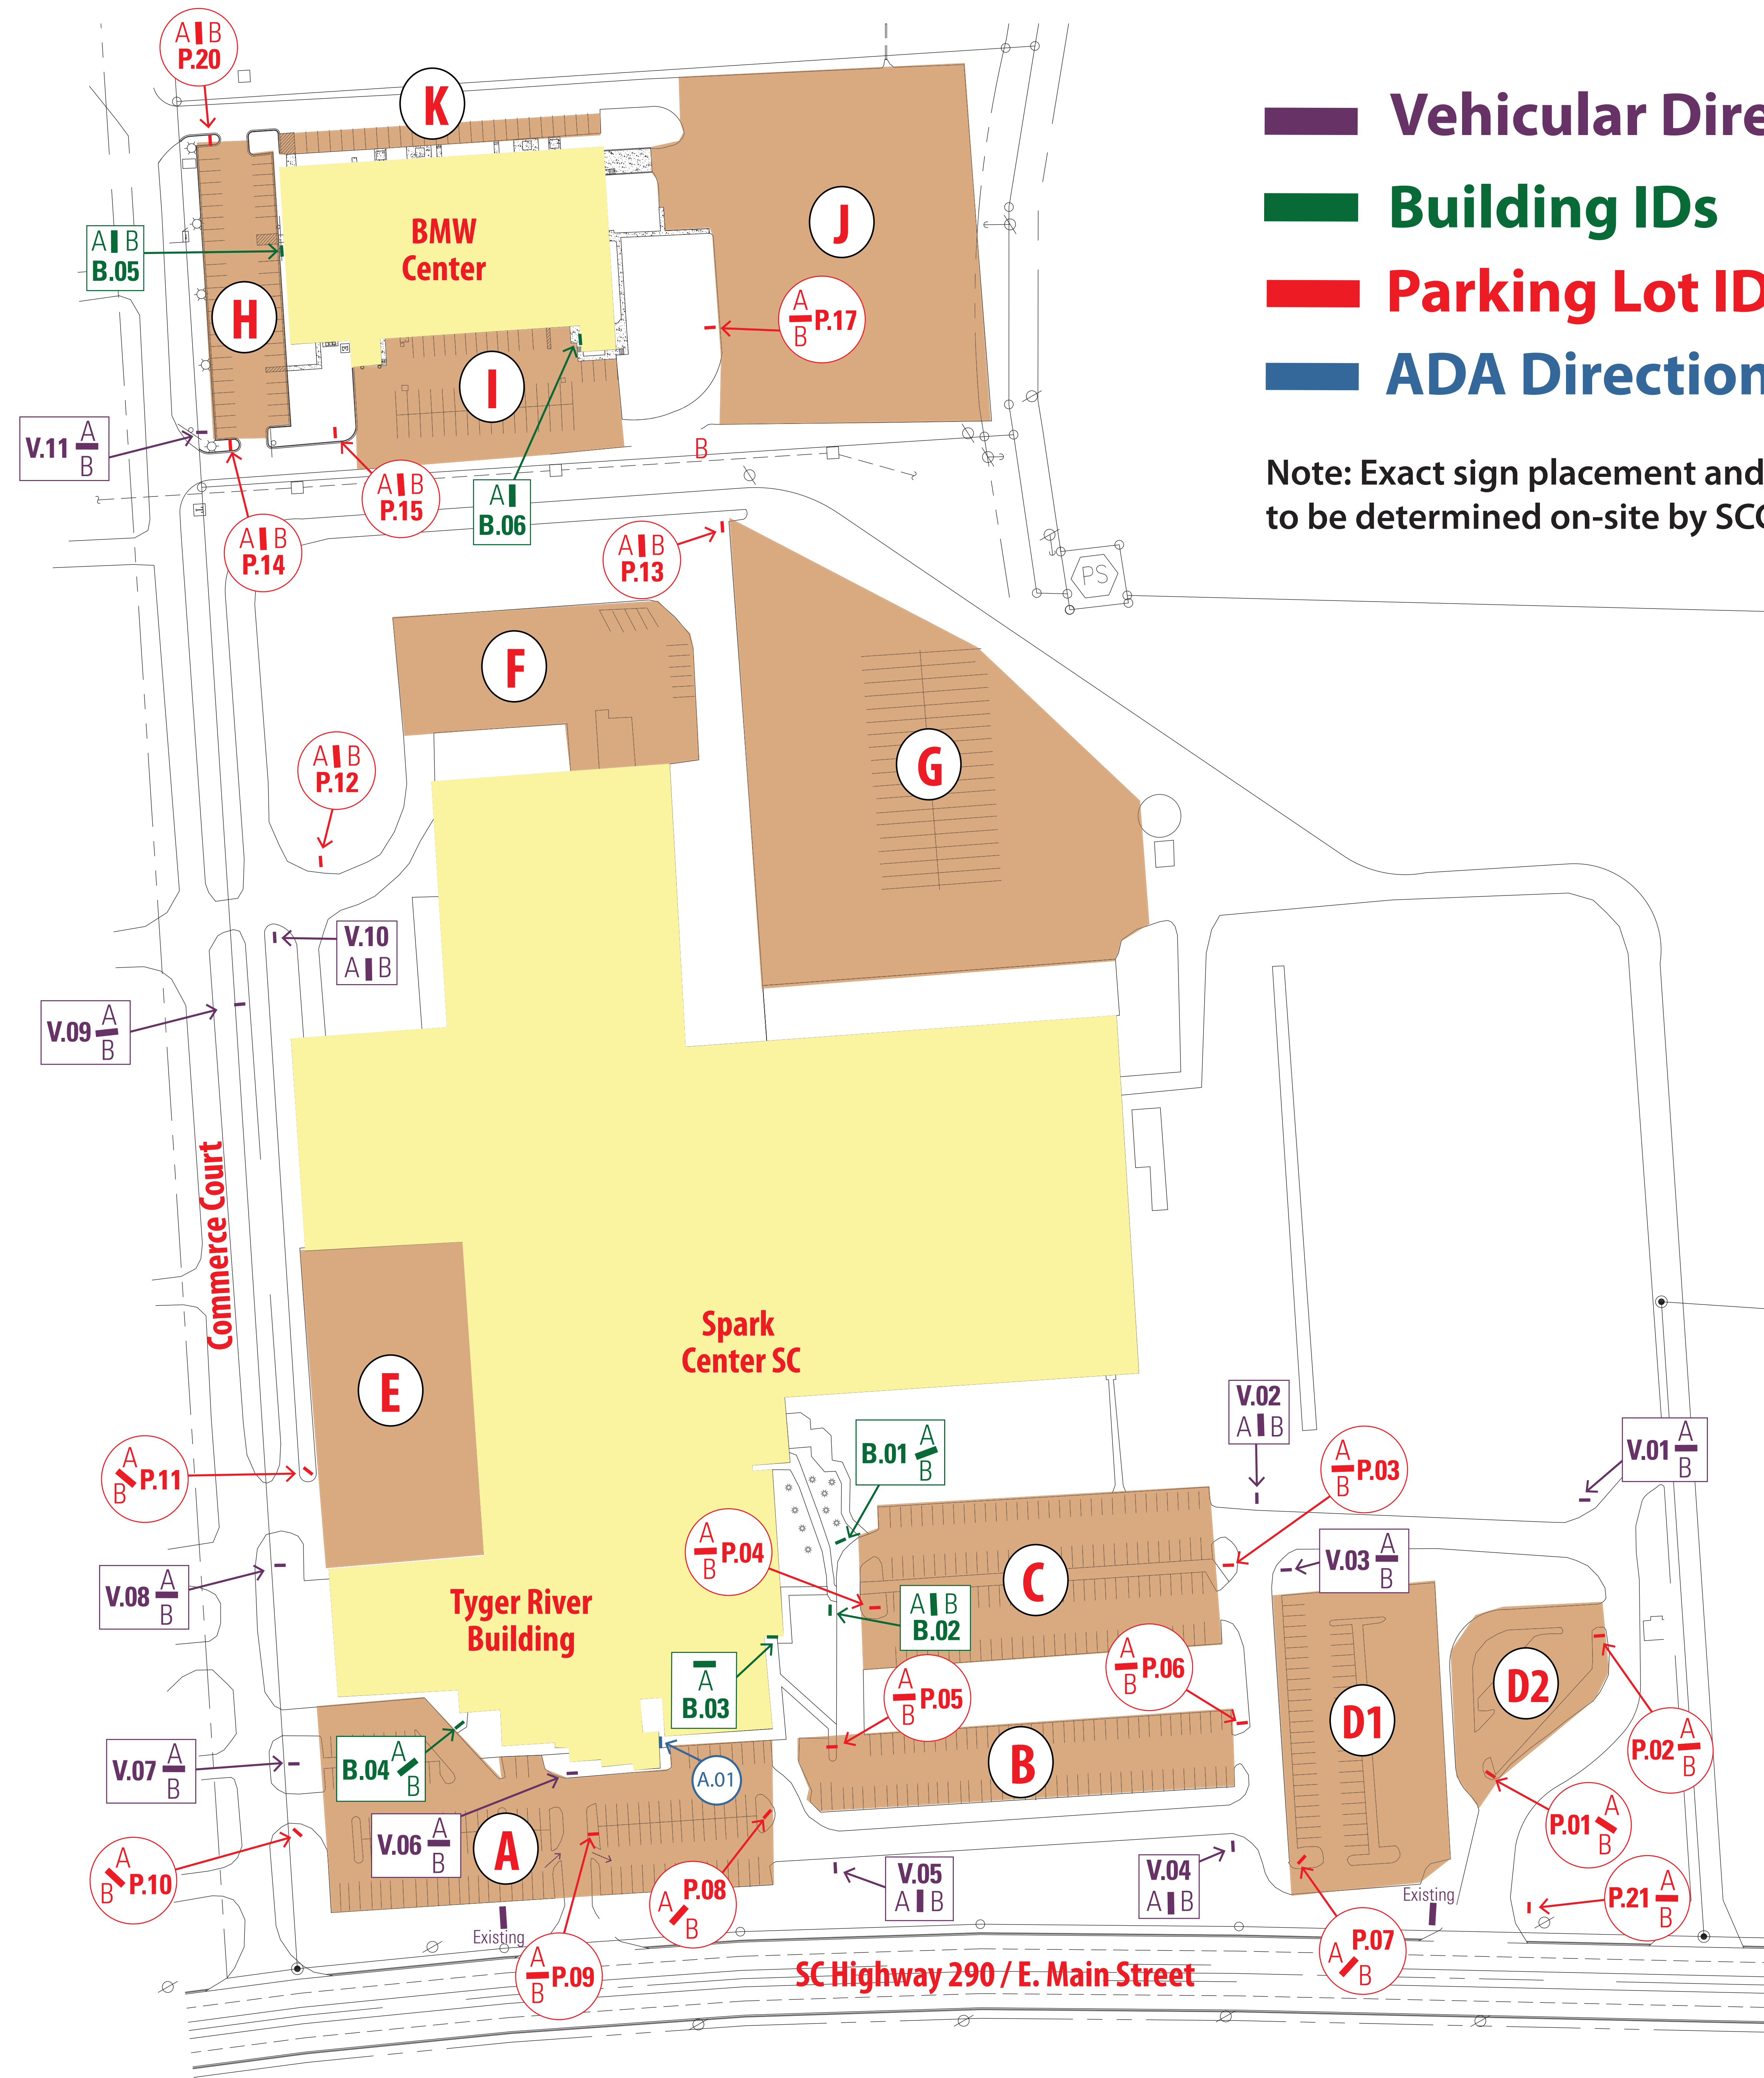 A B
P.20
K
Vehicular Dire
Building IDs
Parking Lot ID
ADA Direction
Note: Exact sign placement and
to be determined on-site by SCC
BMW
Center
J
A B
B.05
H
A
B
P.17
I
V.11
A
B
B
A B
P.15
A
B.06
A B
P.14
A B
P.13
PS
F
G
A B
P.12
V.10
A B
V.09
A
B
Commerce Court
Spark
Center SC
E
V.02
A B
V.01
A
B
B.01
A
B
A
B
P.03
A
B
P.11
A
B
P.04
V.03
A
B
C
V.08
A
B
Tyger River
Building
A B
B.02
A
B
P.06
A
B.03
A
B
P.05
D1
D2
P.02
A
B
V.07
A
B
B.04
A
B
A.01
B
P.01
A
B
V.06
A
B
A
A
B
P.10
P.08
A
B
V.05
A B
V.04
A B
Existing
P.21
A
B
Existing
A
B
P.09
P.07
A
B
SC Highway 290 / E. Main Street